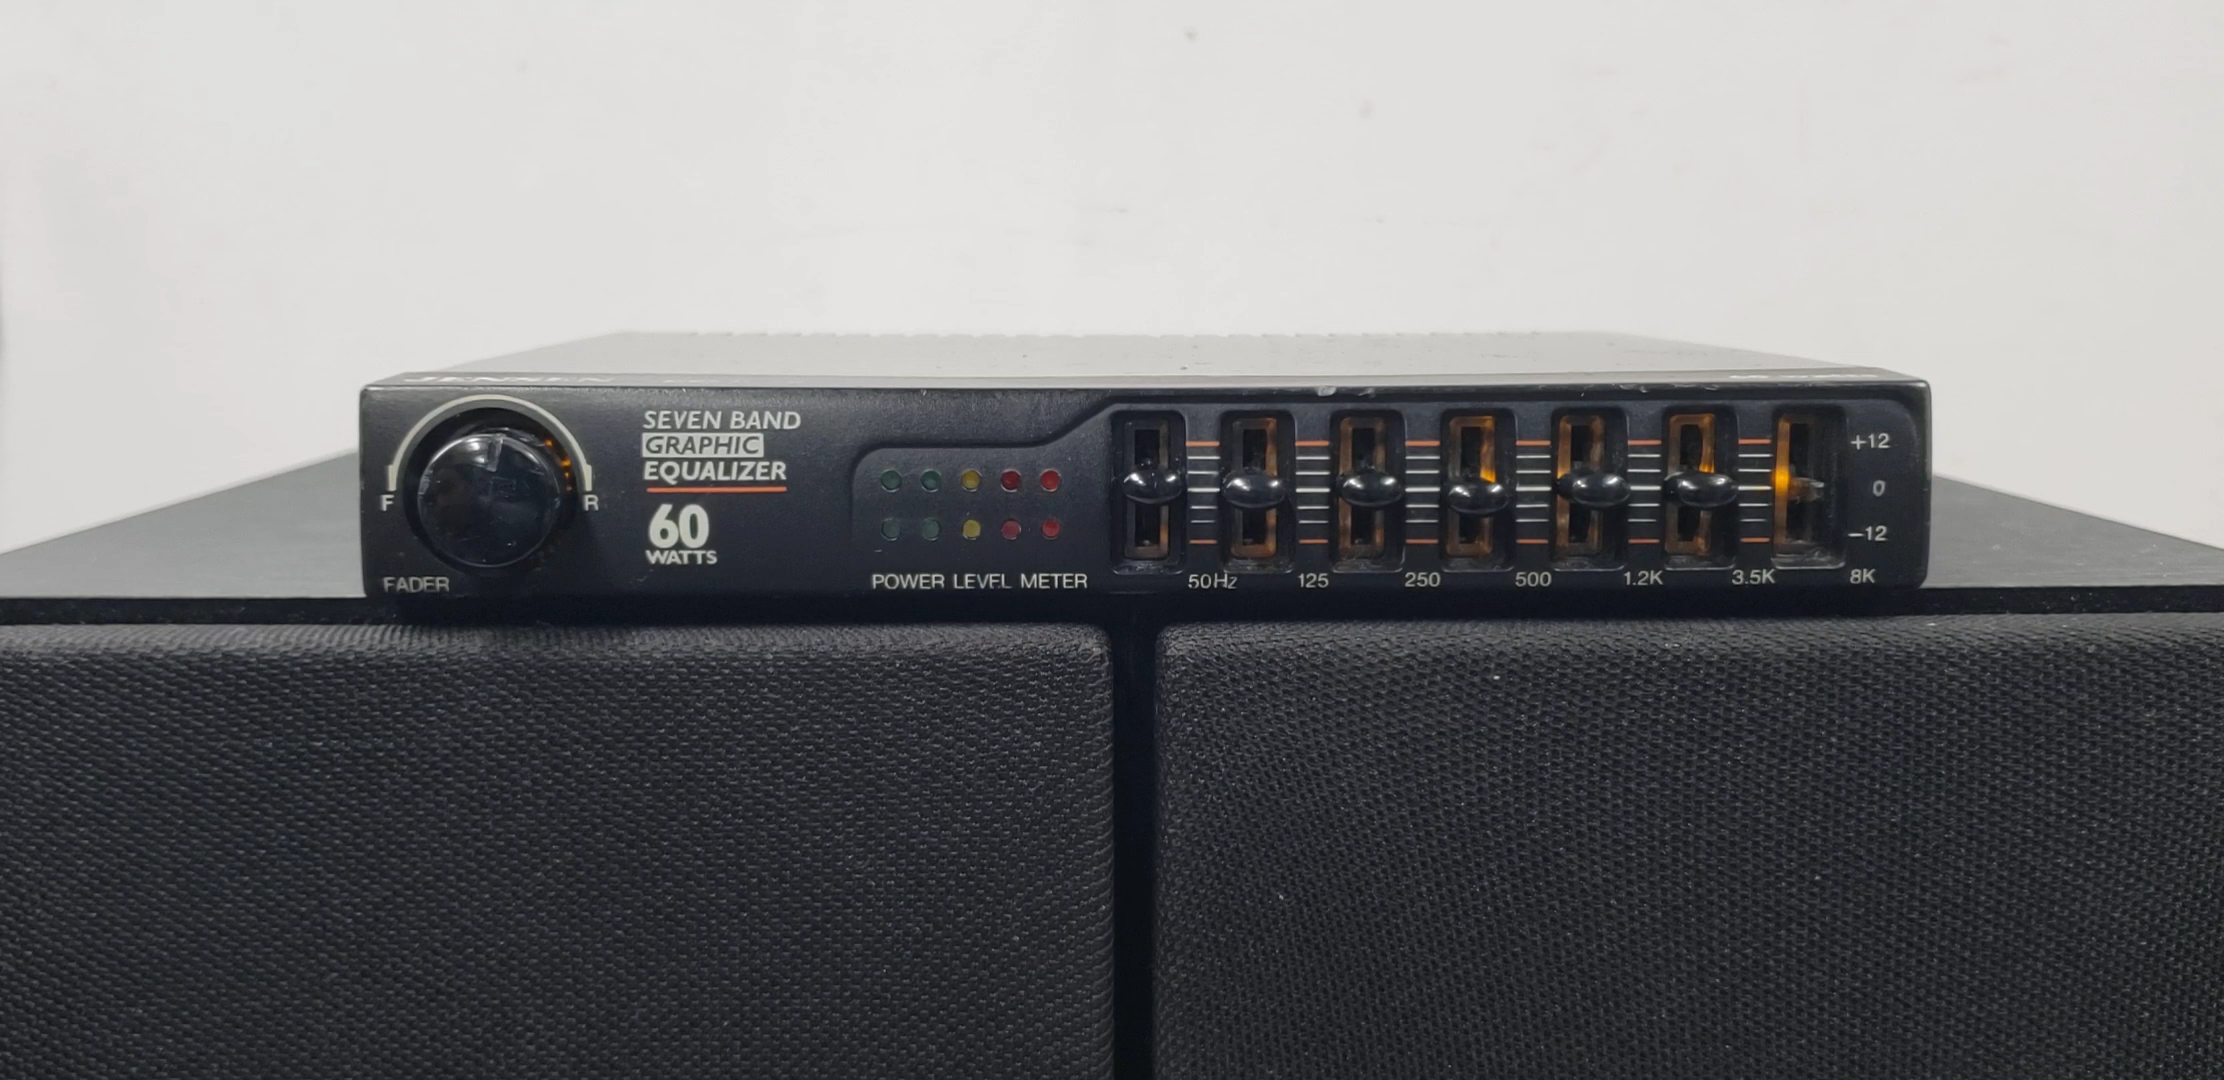 JENSEN
SEVEN BAND
GRAPHIC
EQUALIZER
60
WATTS
F
R
FADER
POWER LEVEL METER
+12
0
-12
50Hz 125 250 500 1.2K 3.5K 8K